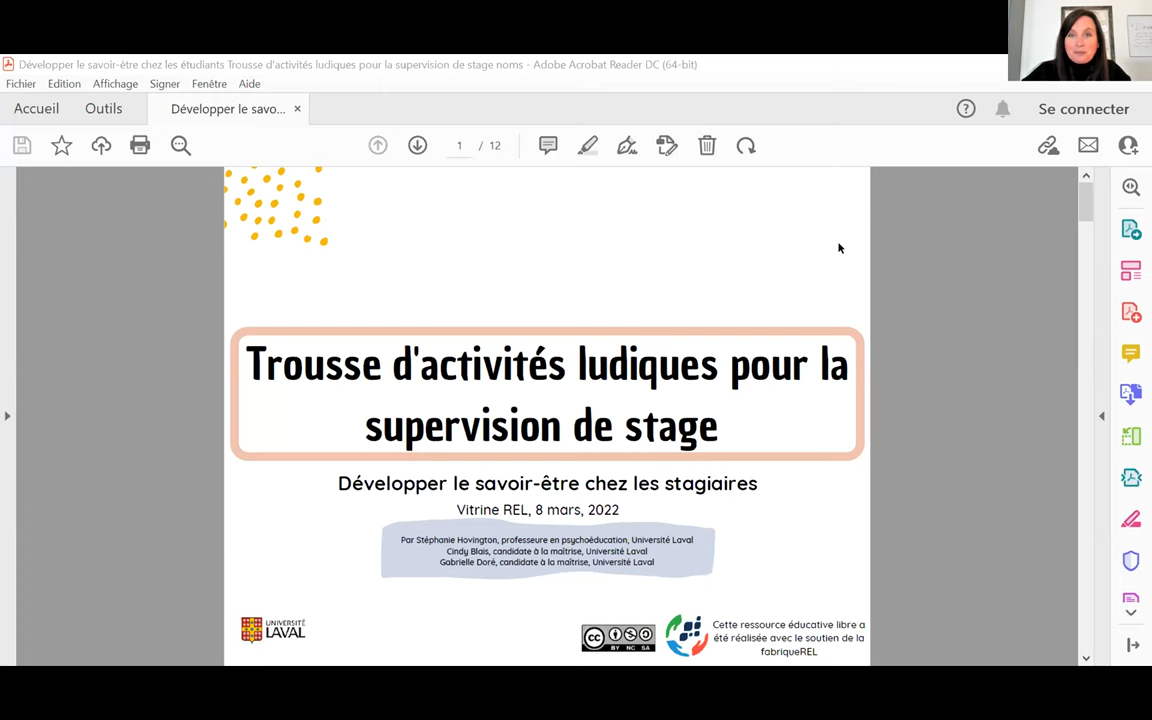 Développer le savoir-être chez les étudiants Trousse d'activités ludiques pour la supervision de stage noms - Adobe Acrobat Reader DC (64-bit)
Fichier Edition Affichage Signer Fenêtre Aide
Accueil Outils Développer le savo... × Se connecter
1 / 12
Trousse d'activités ludiques pour la
supervision de stage
Développer le savoir-être chez les stagiaires
Vitrine REL, 8 mars, 2022
Par Stéphanie Hovington, professeure en psychoéducation, Université Laval
Cindy Blais, candidate à la maîtrise, Université Laval
Gabrielle Doré, candidate à la maîtrise, Université Laval
UNIVERSITÉ
LAVAL
cc
BY NC SA
Cette ressource éducative libre a
été réalisée avec le soutien de la
fabriqueREL